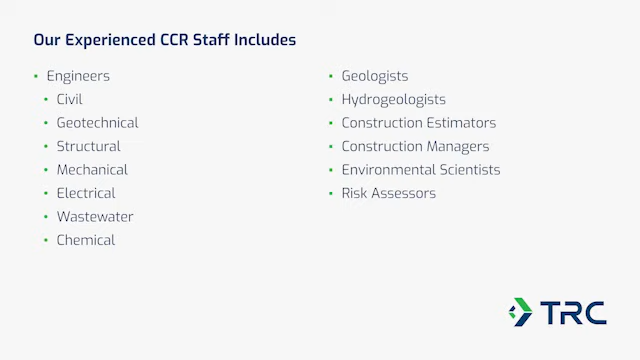 Our Experienced CCR Staff Includes
• Engineers
• Civil
• Geotechnical
• Structural
• Mechanical
• Electrical
• Wastewater
• Chemical
• Geologists
• Hydrogeologists
• Construction Estimators
• Construction Managers
• Environmental Scientists
• Risk Assessors
TRC